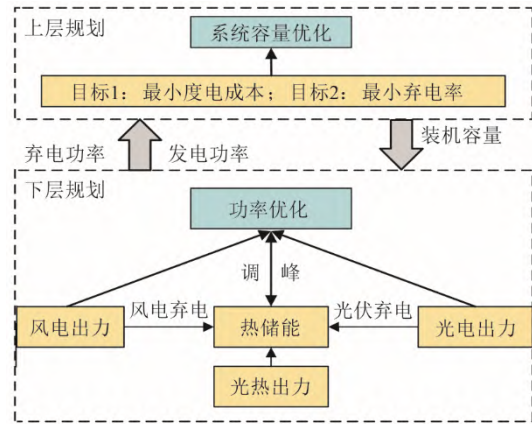 上层规划
系统容量优化
目标1：最小度电成本；目标2：最小弃电率
弃电功率
发电功率
装机容量
下层规划
功率优化
调 峰
风电出力
风电弃电
热储能
光伏弃电
光电出力
光热出力